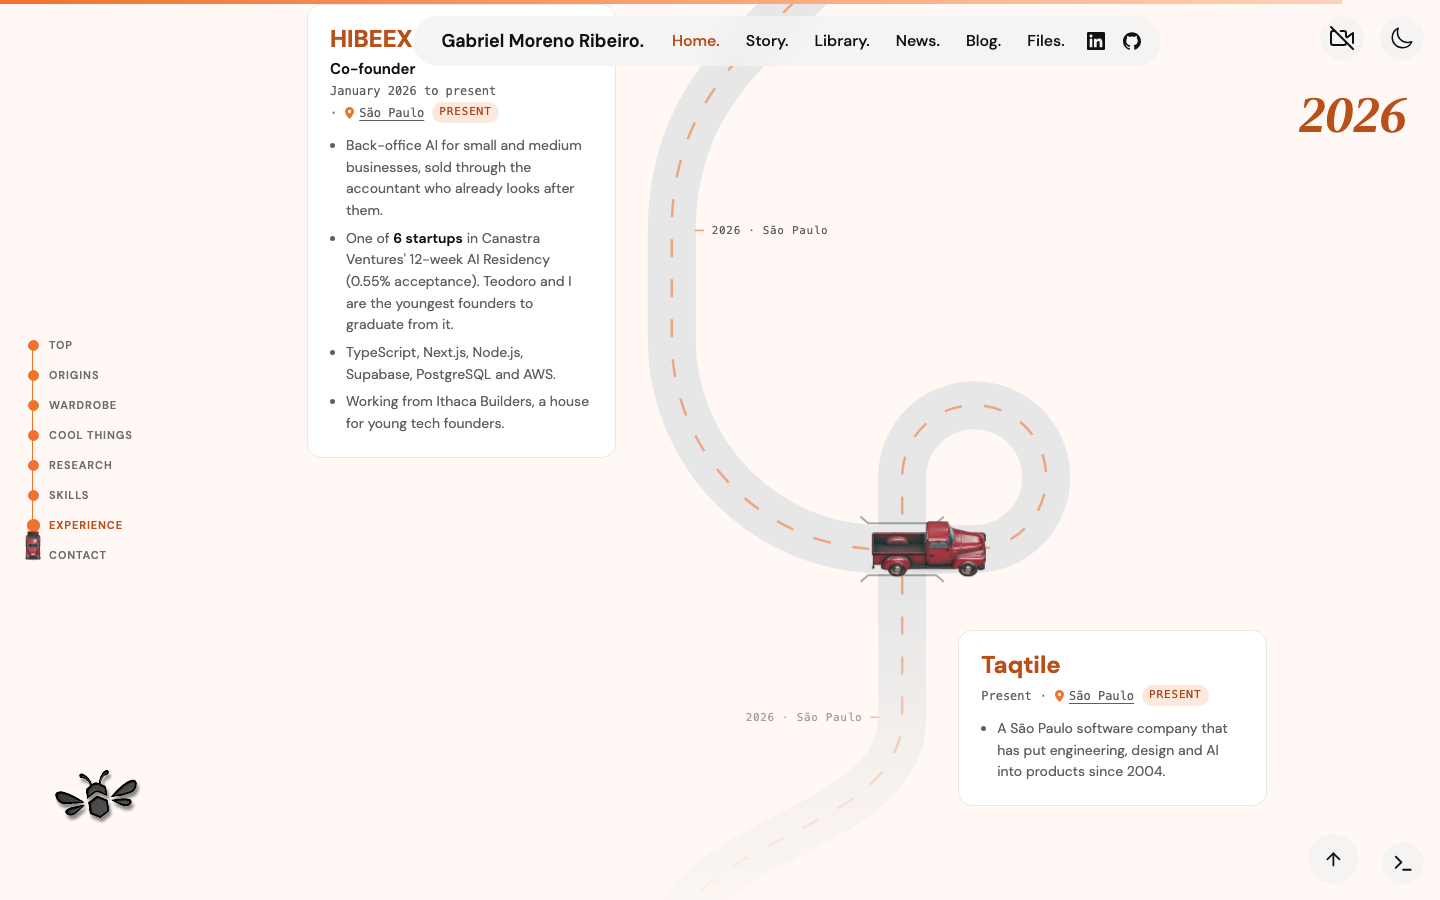 Gabriel Moreno Ribeiro.
Home.
Story.
Library.
News.
Blog.
Files.
2026
HIBEEX
Co-founder
January 2026 to present
· São Paulo PRESENT
• Back-office AI for small and medium
businesses, sold through the
accountant who already looks after
them.
• One of 6 startups in Canastra
Ventures' 12-week AI Residency
(0.55% acceptance). Teodoro and I
are the youngest founders to
graduate from it.
• TypeScript, Next.js, Node.js,
Supabase, PostgreSQL and AWS.
• Working from Ithaca Builders, a house
for young tech founders.
2026 · São Paulo
TOP
ORIGINS
WARDROBE
COOL THINGS
RESEARCH
SKILLS
EXPERIENCE
CONTACT
2026 · São Paulo
Taqtile
Present · São Paulo PRESENT
• A São Paulo software company that
has put engineering, design and AI
into products since 2004.